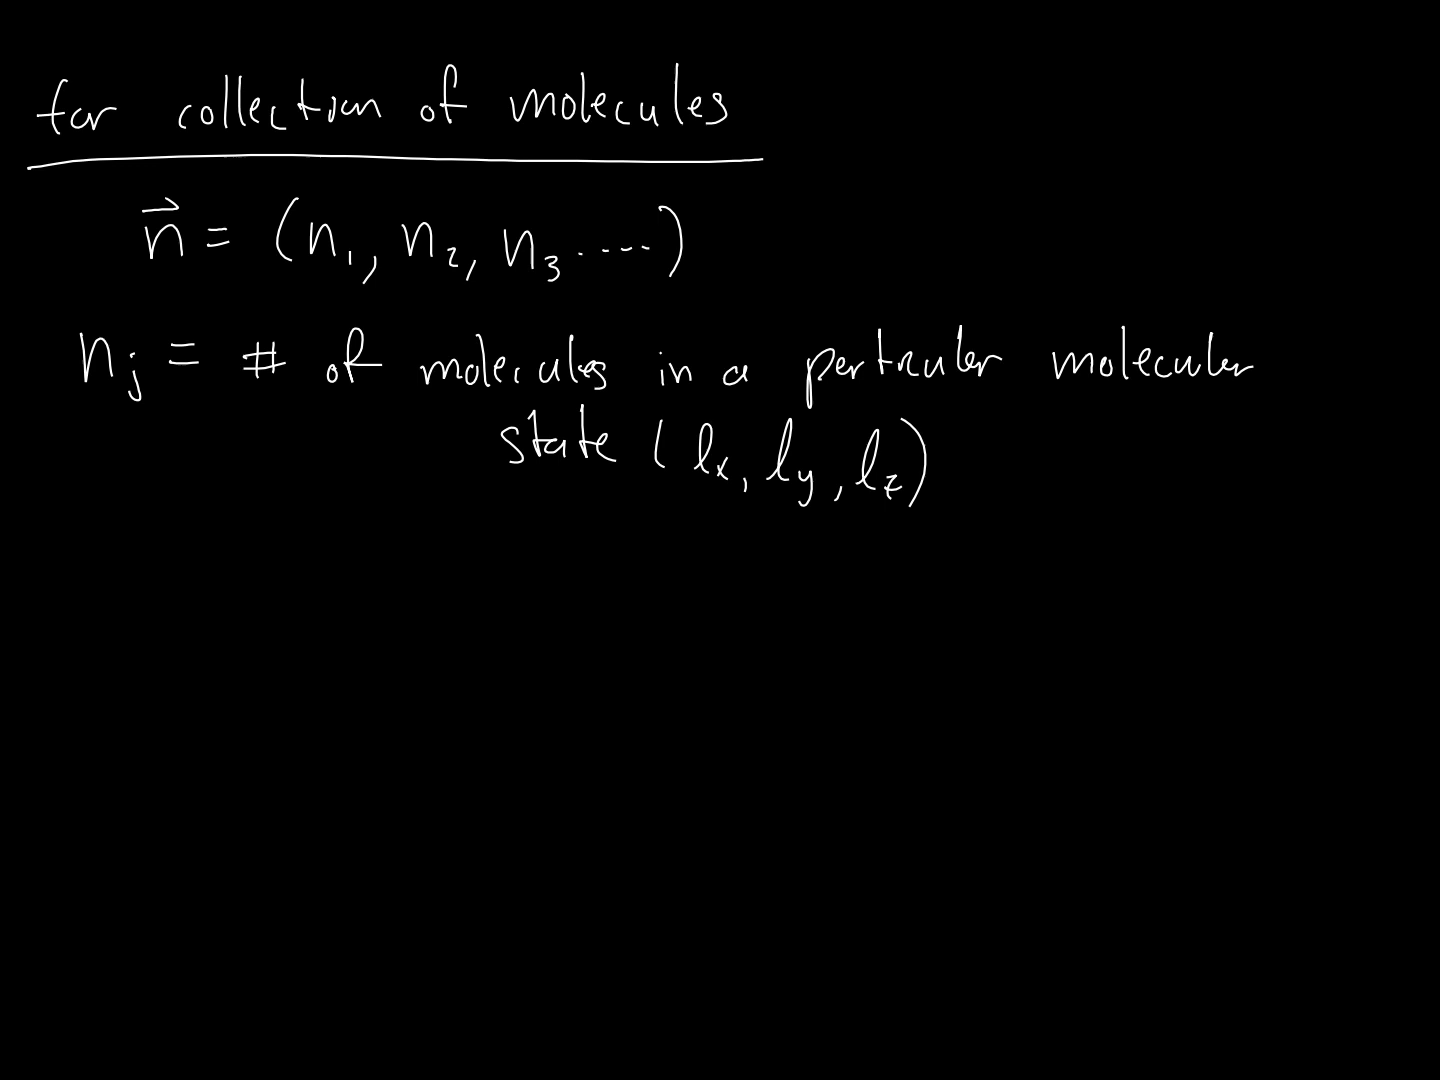 for collection of molecules
n⃗ = (n₁, n₂, n₃ .....)
nⱼ = # of molecules in a particular molecular
state (lₓ, l_y, l_z)